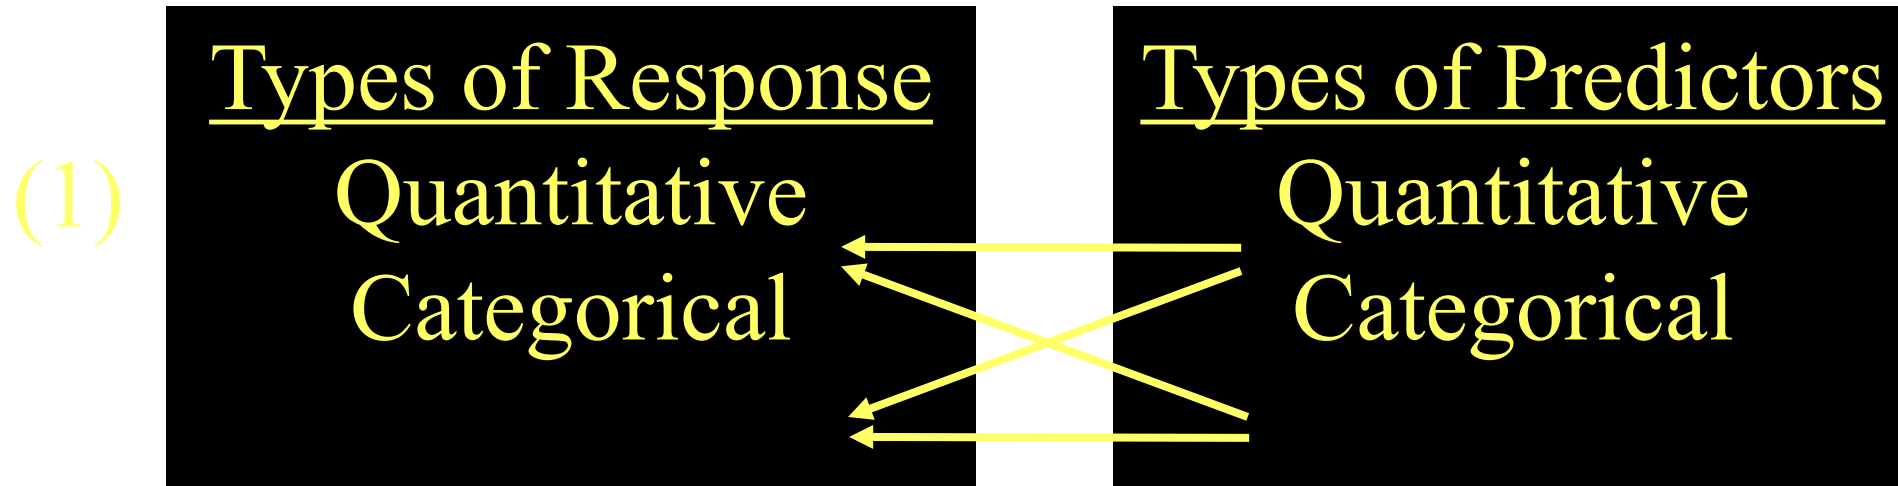 Types of Response
Types of Predictors
(1)
Quantitative
Quantitative
Categorical
Categorical